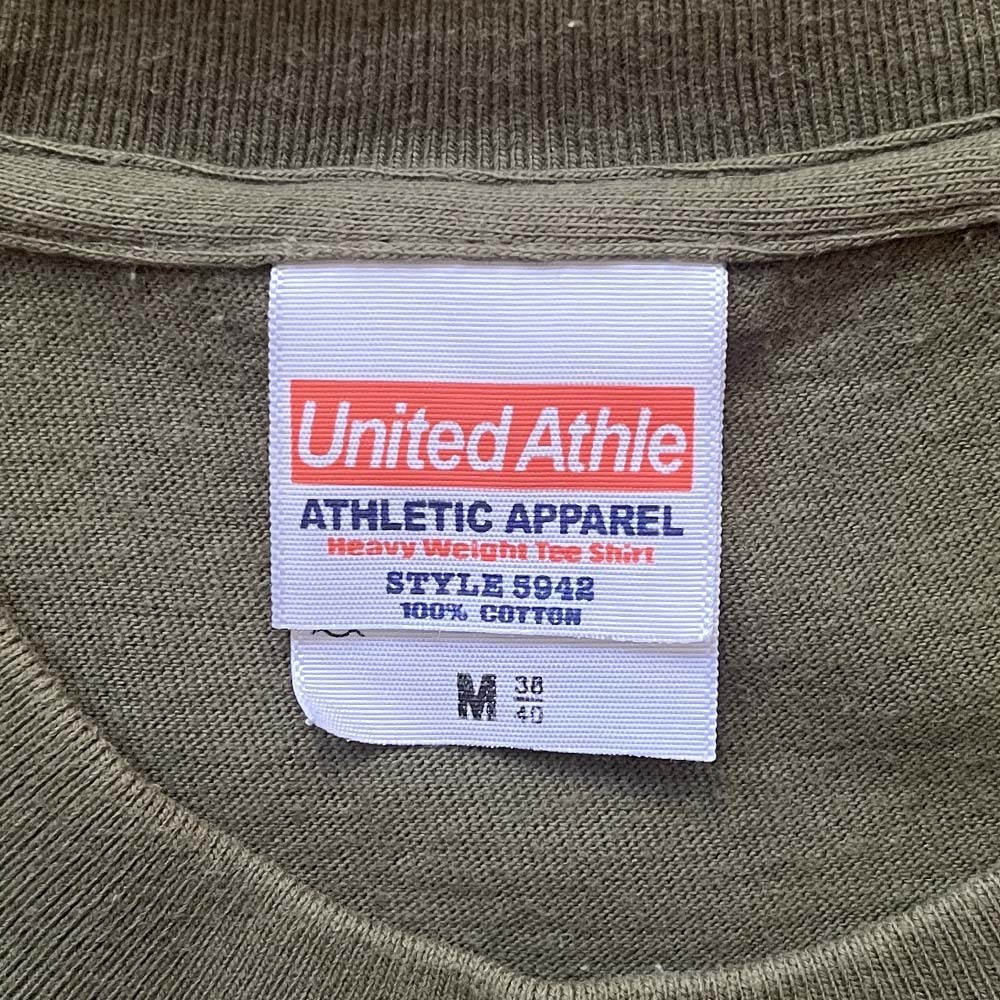 United Athle
ATHLETIC APPAREL
Heavy Weight Tee Shirt
STYLE 5942
100% COTTON
M 38
40